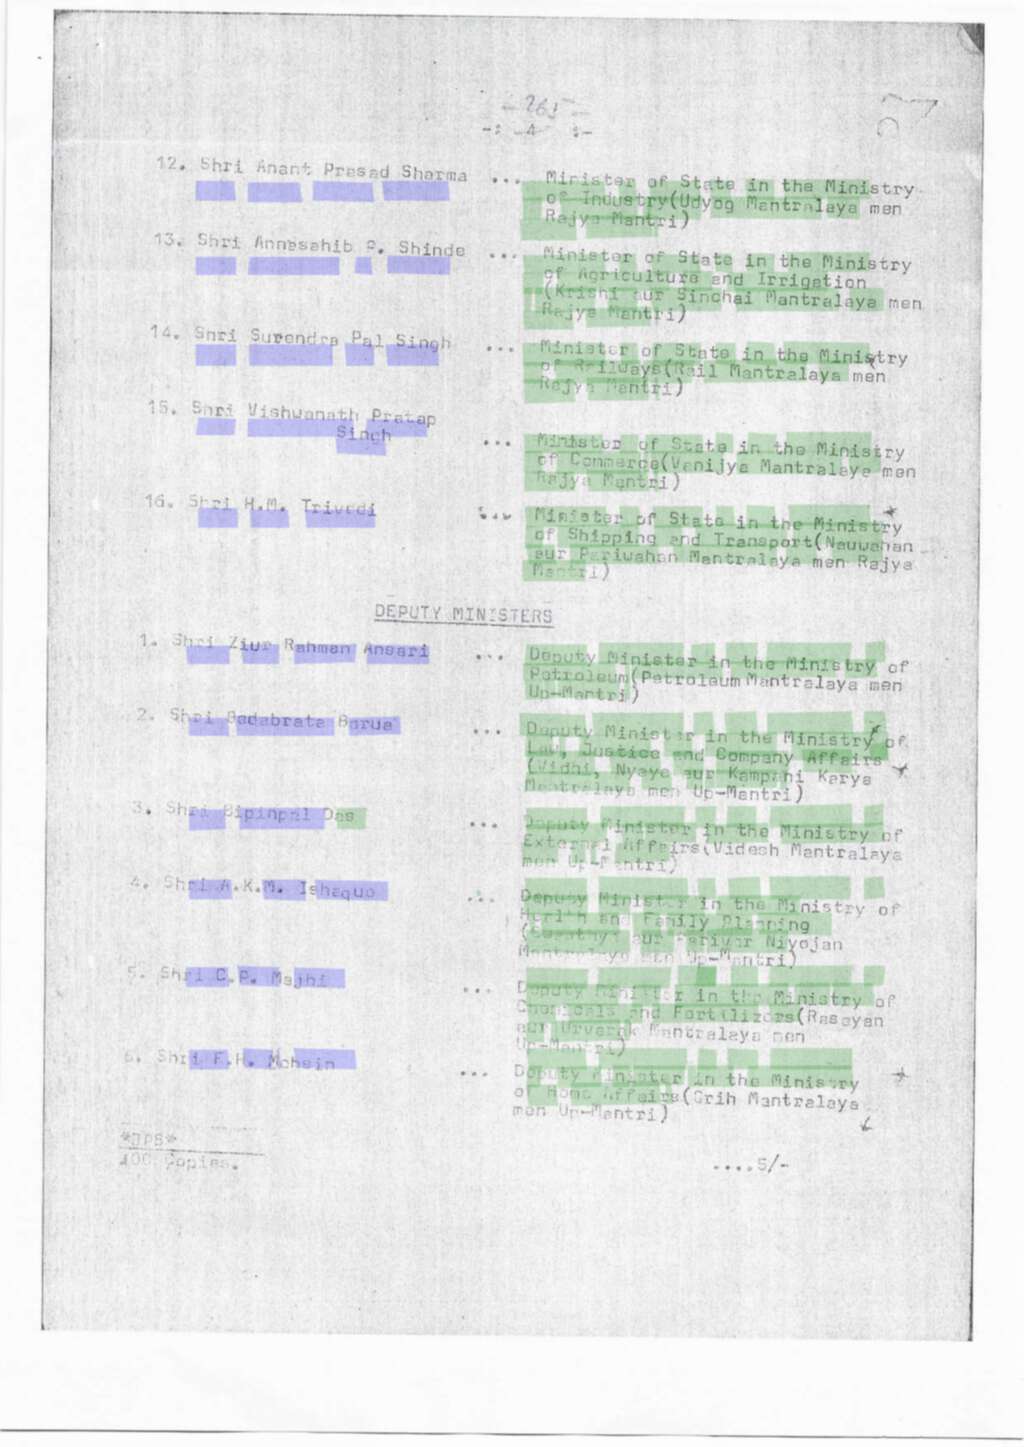 - 265 -
-: 4 :-
12. Shri Anant Prasad Sharma ... Minister of State in the Ministry
of Industry(Udyog Mantralaya men
Rajya Mantri)
13. Shri Annasahib P. Shinde ... Minister of State in the Ministry
of Agriculture and Irrigation
(Krishi aur Sinchai Mantralaya men
Rajya Mantri)
14. Shri Surendra Pal Singh ... Minister of State in the Ministry
of Railways(Rail Mantralaya men
Rajya Mantri)
15. Shri Vishwanath Pratap
Singh ... Minister of State in the Ministry
of Commerce(Vanijya Mantralaya men
Rajya Mantri)
16. Shri H.M. Trivedi ... Minister of State in the Ministry
of Shipping and Transport(Nauwahan
aur Pariwahan Mantralaya men Rajya
Mantri)
DEPUTY MINISTERS
1. Shri Ziur Rahman Ansari ... Deputy Minister in the Ministry of
Petroleum(Petroleum Mantralaya men
Up-Mantri)
2. Shri Bedabrata Barua ... Deputy Minister in the Ministry of
Law, Justice and Company Affairs
(Vidhi, Nyaya aur Kampani Karya
Mantralaya men Up-Mantri)
3. Shri Bipinpal Das ... Deputy Minister in the Ministry of
External Affairs(Videsh Mantralaya
men Up-Mantri)
4. Shri A.K.M. Ishaque ... Deputy Minister in the Ministry of
Health and Family Planning
(Swasthya aur Parivar Niyojan
Mantralaya men Up-Mantri)
5. Shri C.P. Majhi ... Deputy Minister in the Ministry of
Chemicals and Fertilizers(Rasayan
aur Urvarak Mantralaya men
Up-Mantri)
6. Shri F.H. Mohsin ... Deputy Minister in the Ministry
of Home Affairs(Grih Mantralaya
men Up-Mantri)
*JPS*
100 Copies.
....5/-